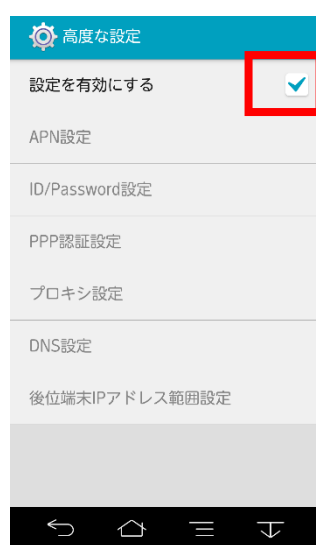 高度な設定
設定を有効にする
APN設定
ID/Password設定
PPP認証設定
プロキシ設定
DNS設定
後位端末IPアドレス範囲設定